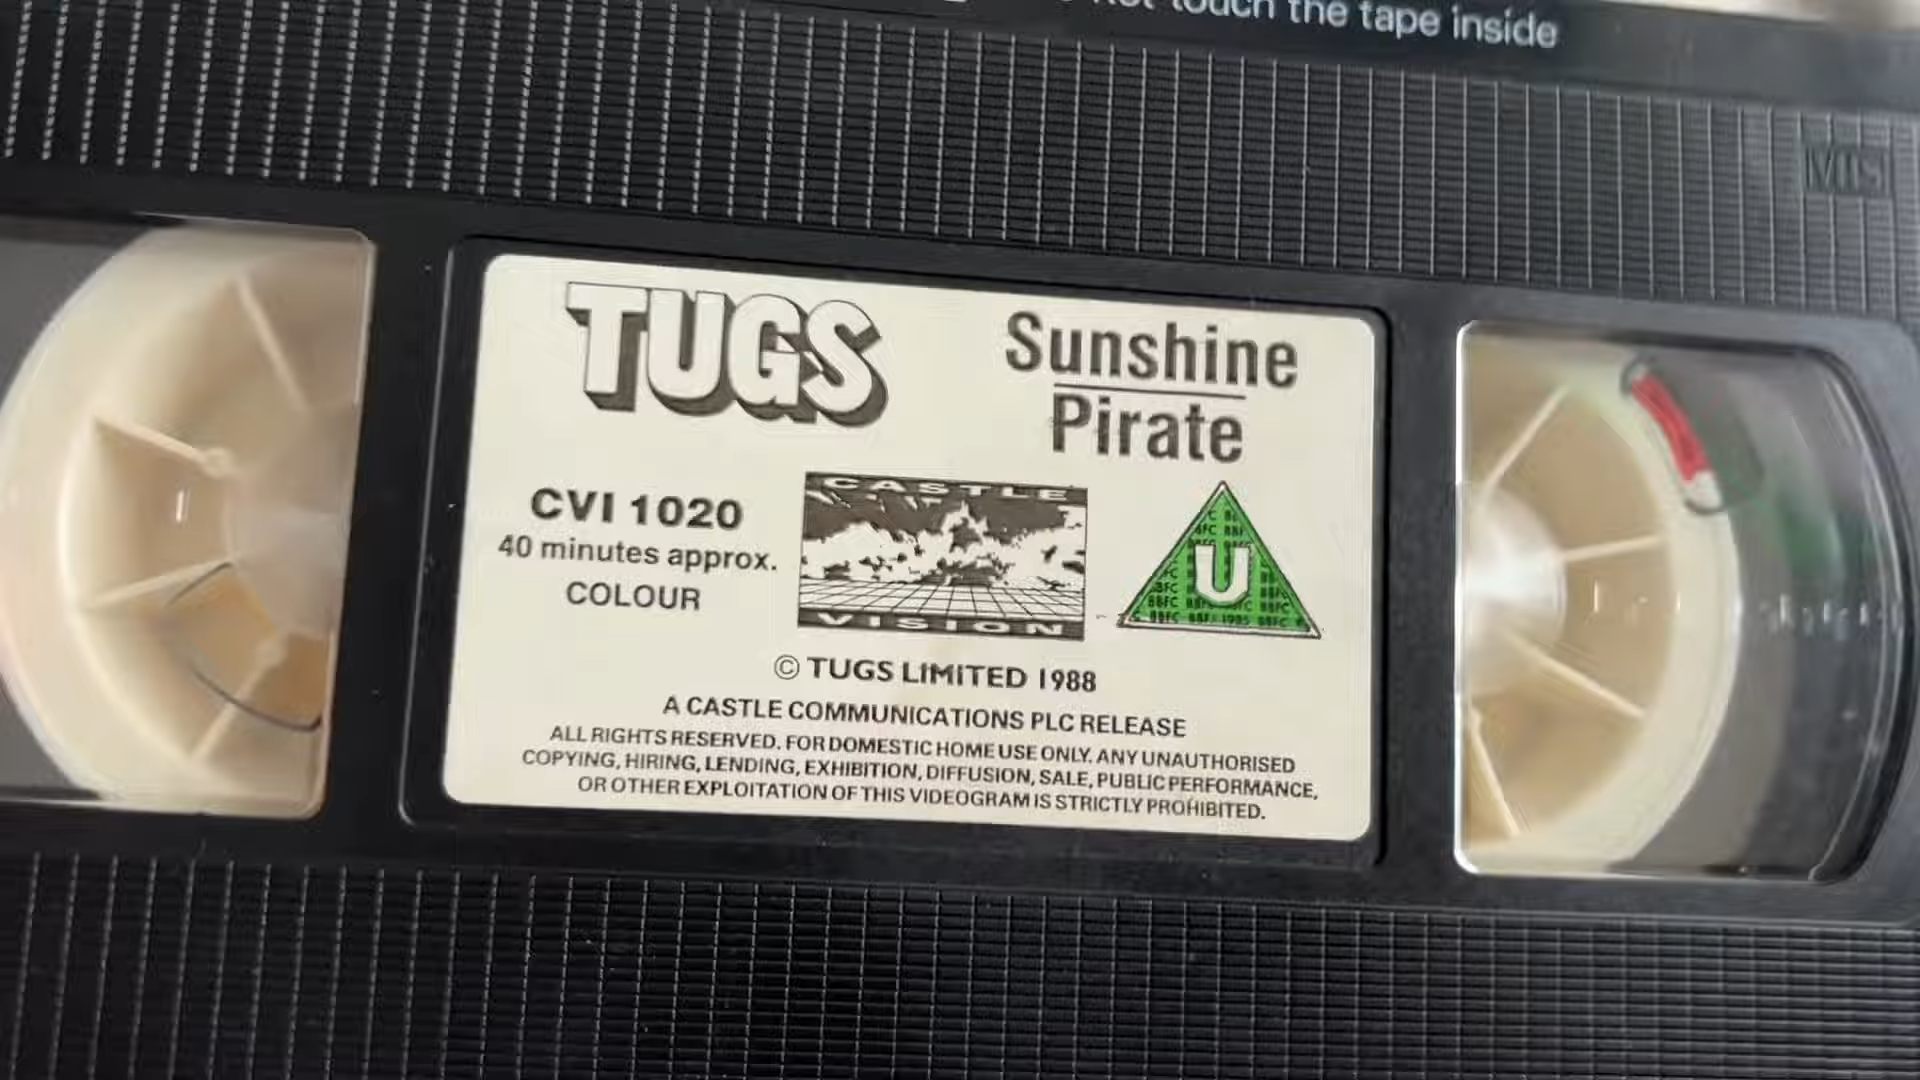 touch the tape inside
VHS
TUGS
Sunshine
Pirate
CVI 1020
40 minutes approx.
COLOUR
CASTLE
VISION
U
© TUGS LIMITED 1988
A CASTLE COMMUNICATIONS PLC RELEASE
ALL RIGHTS RESERVED. FOR DOMESTIC HOME USE ONLY. ANY UNAUTHORISED
COPYING, HIRING, LENDING, EXHIBITION, DIFFUSION, SALE, PUBLIC PERFORMANCE,
OR OTHER EXPLOITATION OF THIS VIDEOGRAM IS STRICTLY PROHIBITED.